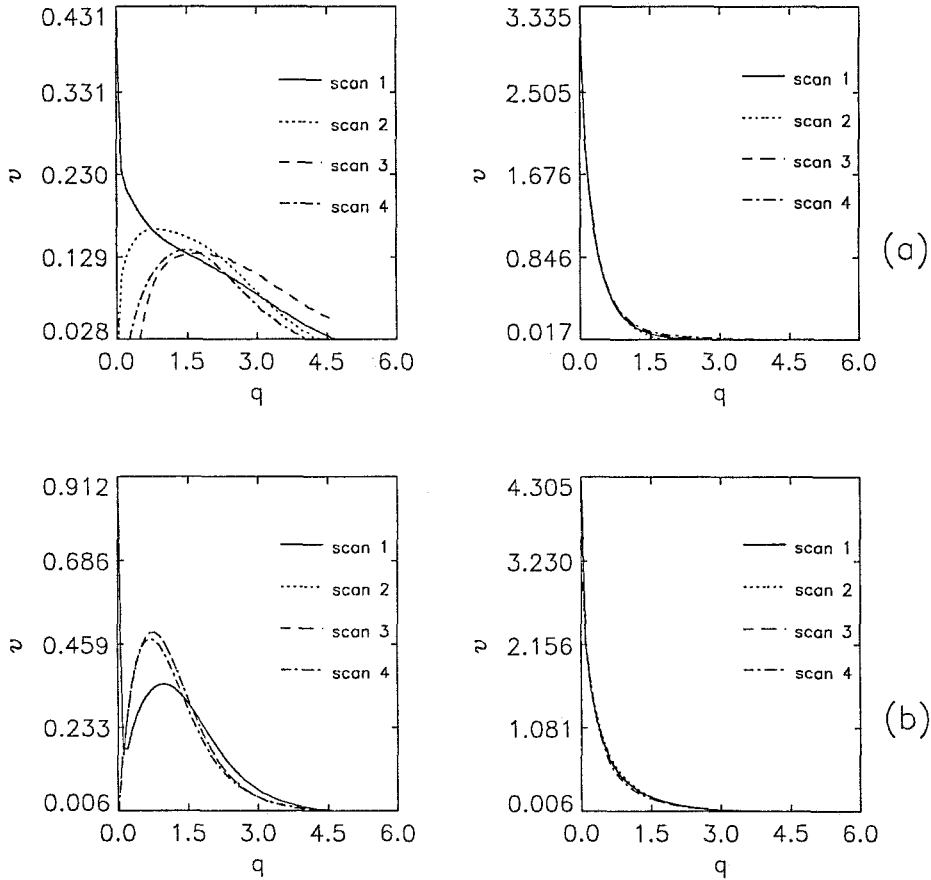 0.431
0.331
0.230
0.129
0.028
v
0.0 1.5 3.0 4.5 6.0
q
scan 1
scan 2
scan 3
scan 4
3.335
2.505
1.676
0.846
0.017
v
0.0 1.5 3.0 4.5 6.0
q
scan 1
scan 2
scan 3
scan 4
(a)
0.912
0.686
0.459
0.233
0.006
v
0.0 1.5 3.0 4.5 6.0
q
scan 1
scan 2
scan 3
scan 4
4.305
3.230
2.156
1.081
0.006
v
0.0 1.5 3.0 4.5 6.0
q
scan 1
scan 2
scan 3
scan 4
(b)